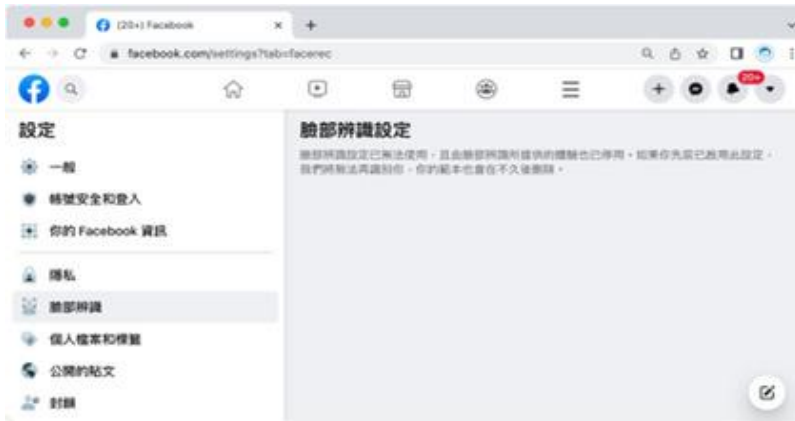 (20+) Facebook
facebook.com/settings?tab=facerec
20+
設定
臉部辨識設定
臉部辨識設定已無法使用，且由臉部辨識所提供的體驗也已停用。如果你先前已啟用此設定，
我們將無法再識別你，你的範本也會在不久後刪除。
一般
帳號安全和登入
你的 Facebook 資訊
隱私
臉部辨識
個人檔案和標籤
公開的帖文
封鎖